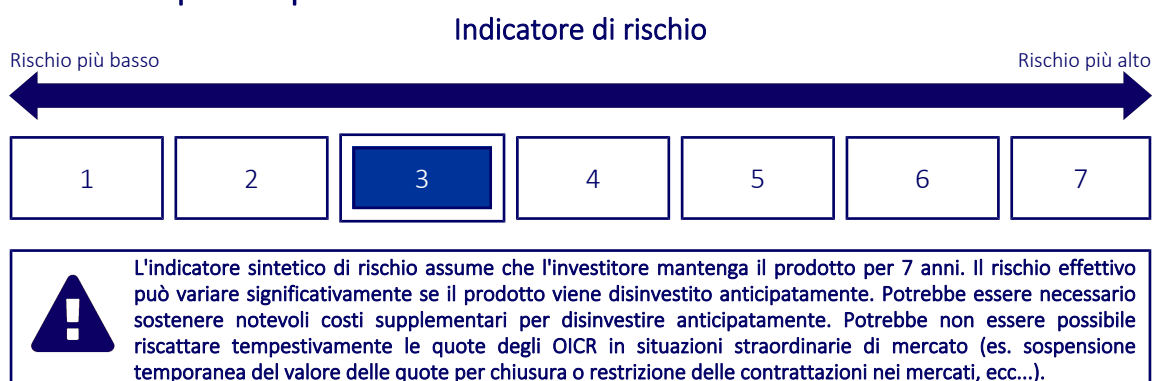 Indicatore di rischio
Rischio più basso Rischio più alto
1 2 3 4 5 6 7
L'indicatore sintetico di rischio assume che l'investitore mantenga il prodotto per 7 anni. Il rischio effettivo
può variare significativamente se il prodotto viene disinvestito anticipatamente. Potrebbe essere necessario
sostenere notevoli costi supplementari per disinvestire anticipatamente. Potrebbe non essere possibile
riscattare tempestivamente le quote degli OICR in situazioni straordinarie di mercato (es. sospensione
temporanea del valore delle quote per chiusura o restrizione delle contrattazioni nei mercati, ecc...).